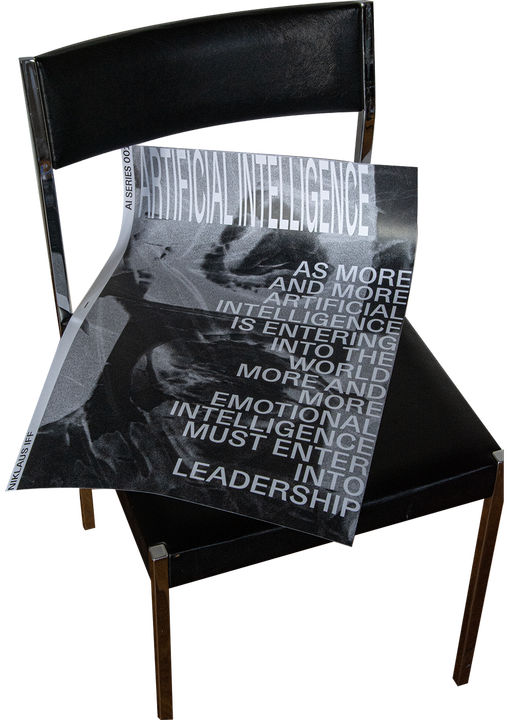 AI SERIES 002
ARTIFICIAL INTELLIGENCE
AS MORE
AND MORE
ARTIFICIAL
INTELLIGENCE
IS ENTERING
INTO THE
WORLD
MORE AND
MORE
EMOTIONAL
INTELLIGENCE
MUST ENTER
INTO
LEADERSHIP
NIKLAUS IFF